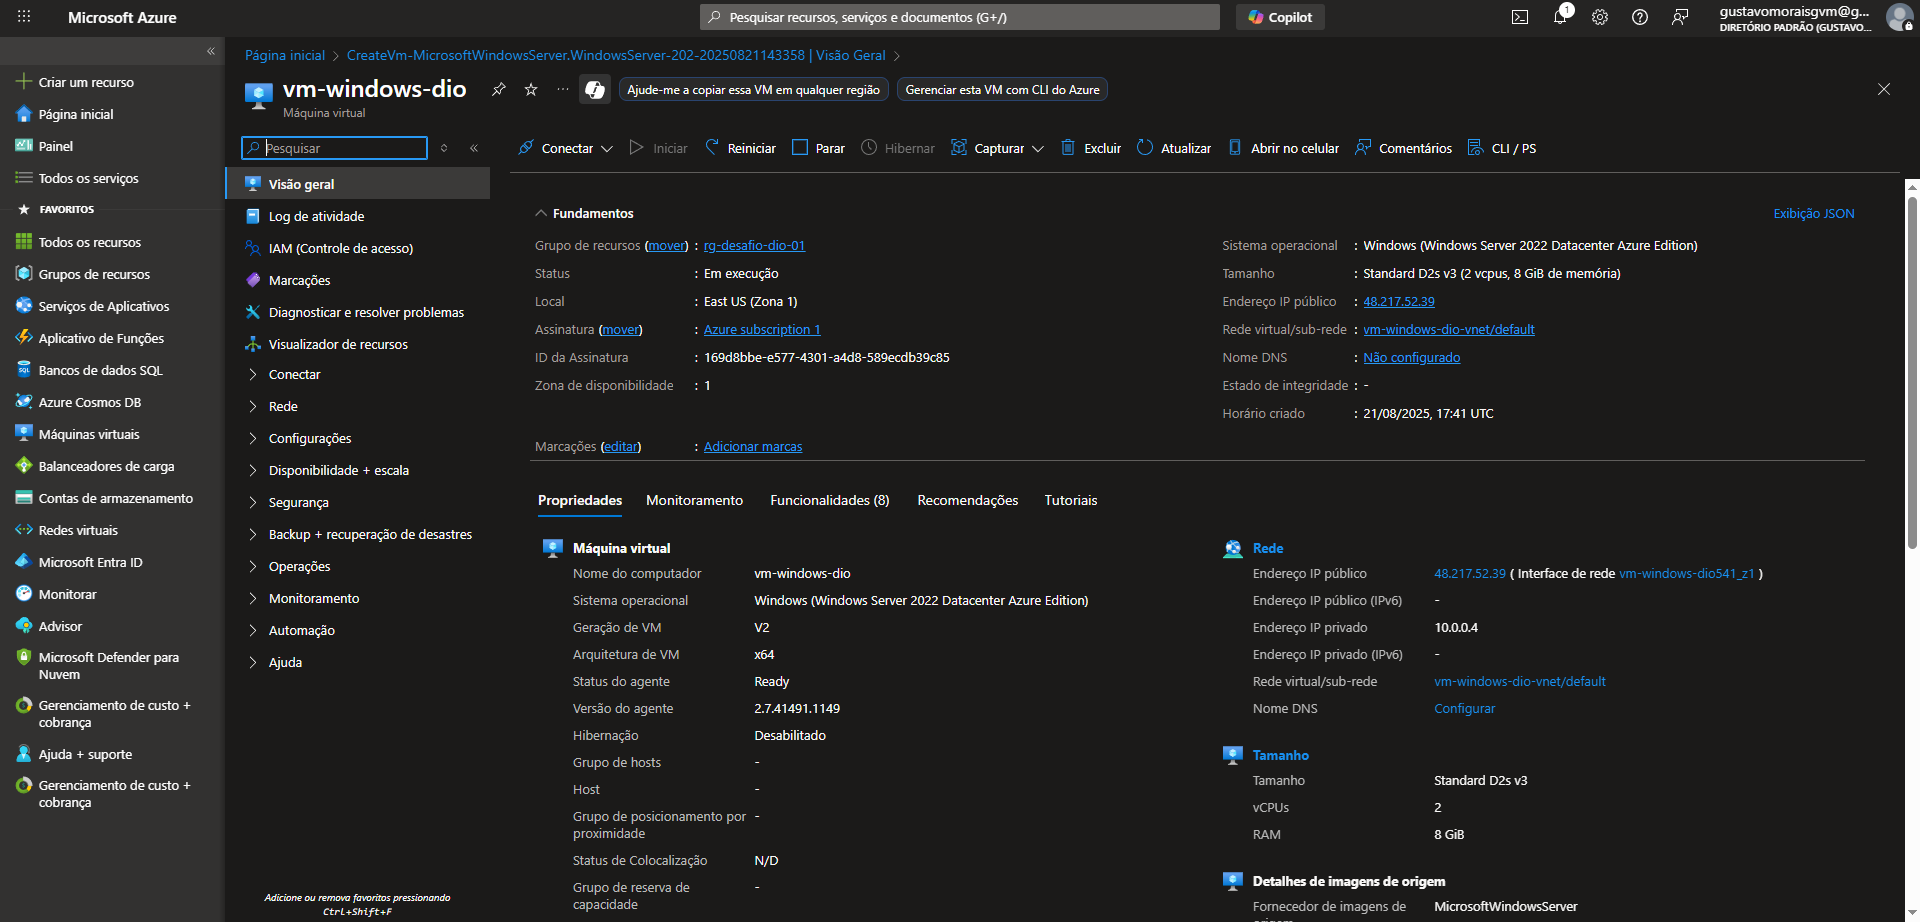 Microsoft Azure
Pesquisar recursos, serviços e documentos (G+/)
Copilot
1
gustavomoraisgvm@g...
DIRETÓRIO PADRÃO (GUSTAVO...
«
Criar um recurso
Página inicial
Painel
Todos os serviços
FAVORITOS
Todos os recursos
Grupos de recursos
Serviços de Aplicativos
Aplicativo de Funções
Bancos de dados SQL
Azure Cosmos DB
Máquinas virtuais
Balanceadores de carga
Contas de armazenamento
Redes virtuais
Microsoft Entra ID
Monitorar
Advisor
Microsoft Defender para
Nuvem
Gerenciamento de custo +
cobrança
Ajuda + suporte
Gerenciamento de custo +
cobrança
Página inicial > CreateVm-MicrosoftWindowsServer.WindowsServer-202-20250821143358 | Visão Geral >
vm-windows-dio
Máquina virtual
...
Ajude-me a copiar essa VM em qualquer região
Gerenciar esta VM com CLI do Azure
Pesquisar
«
Visão geral
Log de atividade
IAM (Controle de acesso)
Marcações
Diagnosticar e resolver problemas
Visualizador de recursos
Conectar
Rede
Configurações
Disponibilidade + escala
Segurança
Backup + recuperação de desastres
Operações
Monitoramento
Automação
Ajuda
Adicione ou remova favoritos pressionando
Ctrl+Shift+F
Conectar
Iniciar
Reiniciar
Parar
Hibernar
Capturar
Excluir
Atualizar
Abrir no celular
Comentários
CLI / PS
Fundamentos
Exibição JSON
Grupo de recursos (mover) : rg-desafio-dio-01
Status : Em execução
Local : East US (Zona 1)
Assinatura (mover) : Azure subscription 1
ID da Assinatura : 169d8bbe-e577-4301-a4d8-589ecdb39c85
Zona de disponibilidade : 1
Sistema operacional : Windows (Windows Server 2022 Datacenter Azure Edition)
Tamanho : Standard D2s v3 (2 vcpus, 8 GiB de memória)
Endereço IP público : 48.217.52.39
Rede virtual/sub-rede : vm-windows-dio-vnet/default
Nome DNS : Não configurado
Estado de integridade : -
Horário criado : 21/08/2025, 17:41 UTC
Marcações (editar) : Adicionar marcas
Propriedades
Monitoramento
Funcionalidades (8)
Recomendações
Tutoriais
Máquina virtual
Nome do computador vm-windows-dio
Sistema operacional Windows (Windows Server 2022 Datacenter Azure Edition)
Geração de VM V2
Arquitetura de VM x64
Status do agente Ready
Versão do agente 2.7.41491.1149
Hibernação Desabilitado
Grupo de hosts -
Host -
Grupo de posicionamento por -
proximidade
Status de Colocalização N/D
Grupo de reserva de -
capacidade
Rede
Endereço IP público 48.217.52.39 ( Interface de rede vm-windows-dio541_z1 )
Endereço IP público (IPv6) -
Endereço IP privado 10.0.0.4
Endereço IP privado (IPv6) -
Rede virtual/sub-rede vm-windows-dio-vnet/default
Nome DNS Configurar
Tamanho
Tamanho Standard D2s v3
vCPUs 2
RAM 8 GiB
Detalhes de imagens de origem
Fornecedor de imagens de MicrosoftWindowsServer
origem